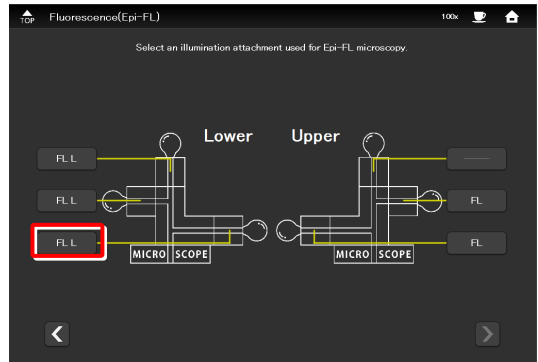 TOP Fluorescence(Epi-FL) 100x
Select an illumination attachment used for Epi-FL microscopy.
Lower Upper
FL L
FL L FL
FL L FL
MICRO SCOPE MICRO SCOPE